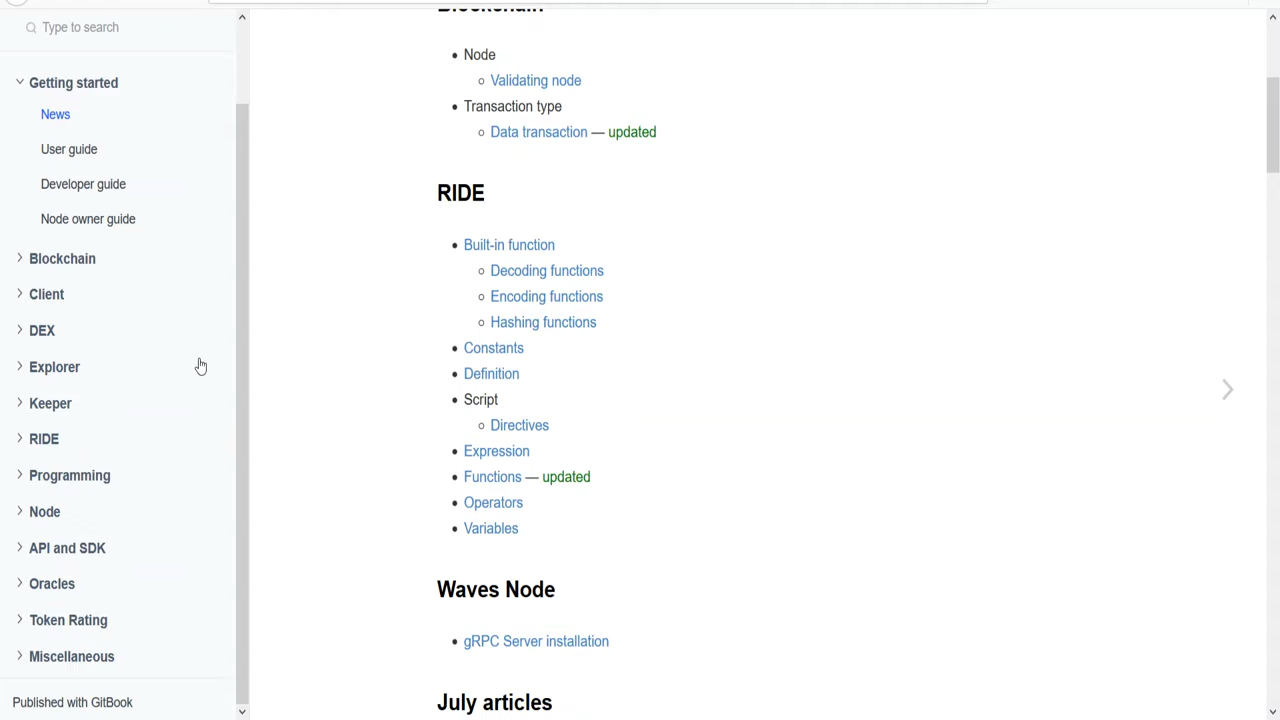 Type to search
Getting started
News
User guide
Developer guide
Node owner guide
Blockchain
Client
DEX
Explorer
Keeper
RIDE
Programming
Node
API and SDK
Oracles
Token Rating
Miscellaneous
Published with GitBook
Blockchain
Node
Validating node
Transaction type
Data transaction — updated
RIDE
Built-in function
Decoding functions
Encoding functions
Hashing functions
Constants
Definition
Script
Directives
Expression
Functions — updated
Operators
Variables
Waves Node
gRPC Server installation
July articles